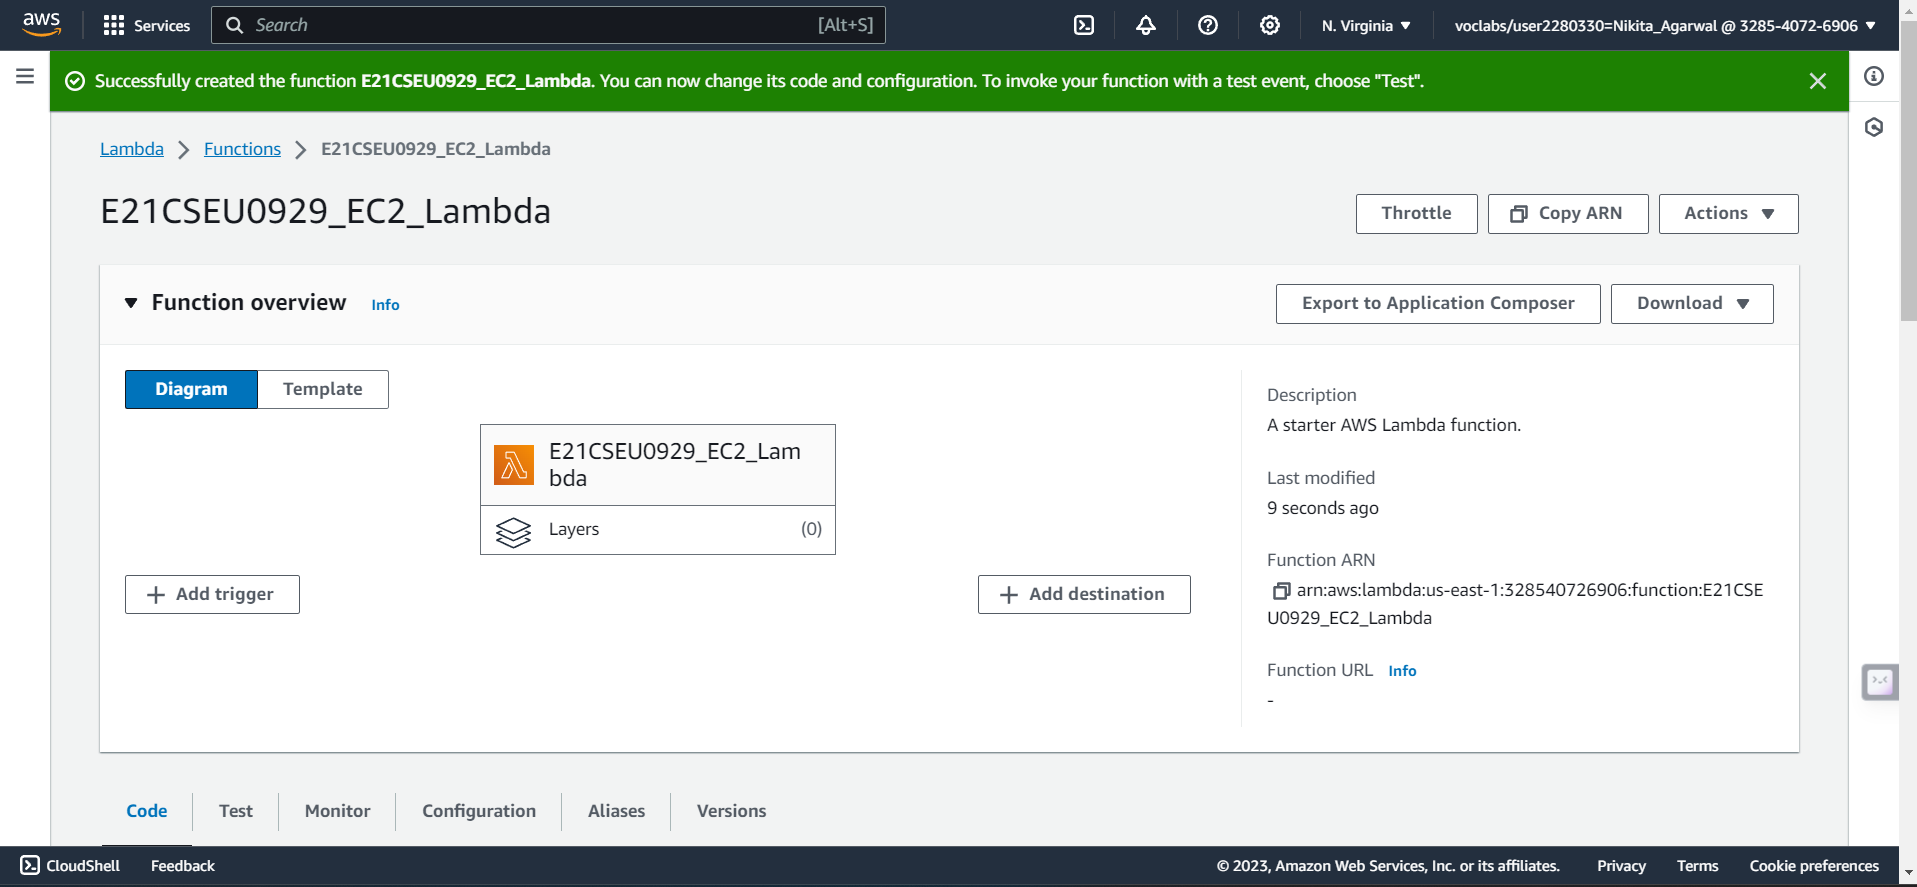 aws
Services
Search
[Alt+S]
N. Virginia
voclabs/user2280330=Nikita_Agarwal @ 3285-4072-6906
Successfully created the function E21CSEU0929_EC2_Lambda. You can now change its code and configuration. To invoke your function with a test event, choose "Test".
Lambda
Functions
E21CSEU0929_EC2_Lambda
E21CSEU0929_EC2_Lambda
Throttle
Copy ARN
Actions
Function overview
Info
Export to Application Composer
Download
Diagram
Template
E21CSEU0929_EC2_Lam
bda
Layers
(0)
Add trigger
Add destination
Description
A starter AWS Lambda function.
Last modified
9 seconds ago
Function ARN
arn:aws:lambda:us-east-1:328540726906:function:E21CSE
U0929_EC2_Lambda
Function URL
Info
-
Code
Test
Monitor
Configuration
Aliases
Versions
CloudShell
Feedback
© 2023, Amazon Web Services, Inc. or its affiliates.
Privacy
Terms
Cookie preferences